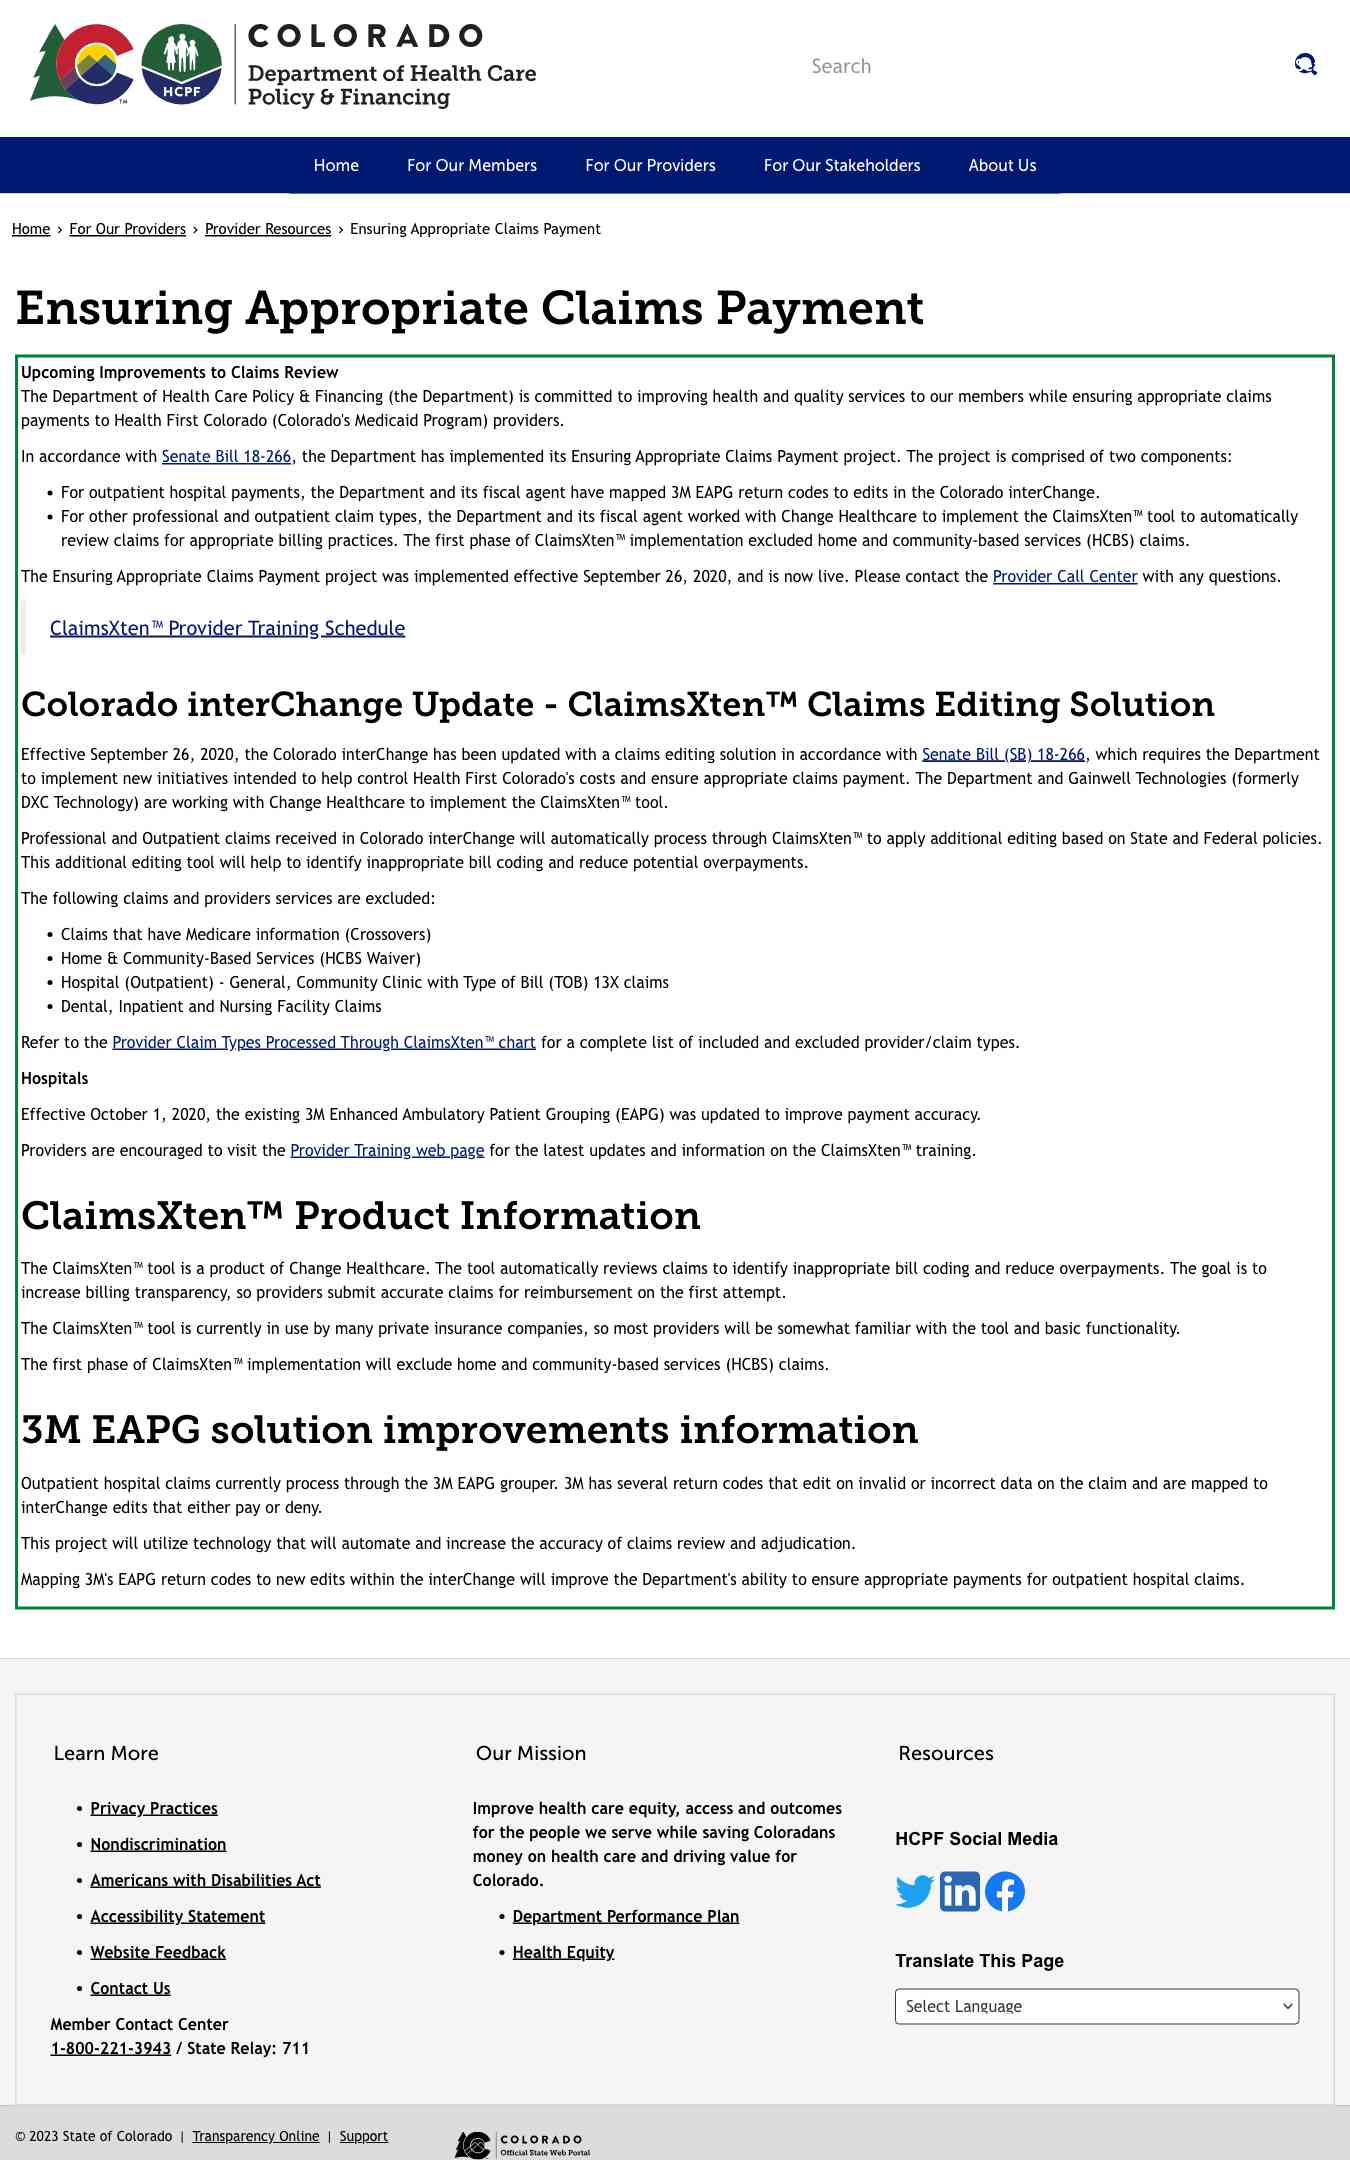 COLORADO
Department of Health Care
Policy & Financing
HCPF
TM
Search
Home
For Our Members
For Our Providers
For Our Stakeholders
About Us
Home › For Our Providers › Provider Resources › Ensuring Appropriate Claims Payment
Ensuring Appropriate Claims Payment
Upcoming Improvements to Claims Review
The Department of Health Care Policy & Financing (the Department) is committed to improving health and quality services to our members while ensuring appropriate claims
payments to Health First Colorado (Colorado's Medicaid Program) providers.
In accordance with Senate Bill 18-266, the Department has implemented its Ensuring Appropriate Claims Payment project. The project is comprised of two components:
• For outpatient hospital payments, the Department and its fiscal agent have mapped 3M EAPG return codes to edits in the Colorado interChange.
• For other professional and outpatient claim types, the Department and its fiscal agent worked with Change Healthcare to implement the ClaimsXten™ tool to automatically
review claims for appropriate billing practices. The first phase of ClaimsXten™ implementation excluded home and community-based services (HCBS) claims.
The Ensuring Appropriate Claims Payment project was implemented effective September 26, 2020, and is now live. Please contact the Provider Call Center with any questions.
ClaimsXten™ Provider Training Schedule
Colorado interChange Update - ClaimsXten™ Claims Editing Solution
Effective September 26, 2020, the Colorado interChange has been updated with a claims editing solution in accordance with Senate Bill (SB) 18-266, which requires the Department
to implement new initiatives intended to help control Health First Colorado's costs and ensure appropriate claims payment. The Department and Gainwell Technologies (formerly
DXC Technology) are working with Change Healthcare to implement the ClaimsXten™ tool.
Professional and Outpatient claims received in Colorado interChange will automatically process through ClaimsXten™ to apply additional editing based on State and Federal policies.
This additional editing tool will help to identify inappropriate bill coding and reduce potential overpayments.
The following claims and providers services are excluded:
• Claims that have Medicare information (Crossovers)
• Home & Community-Based Services (HCBS Waiver)
• Hospital (Outpatient) - General, Community Clinic with Type of Bill (TOB) 13X claims
• Dental, Inpatient and Nursing Facility Claims
Refer to the Provider Claim Types Processed Through ClaimsXten™ chart for a complete list of included and excluded provider/claim types.
Hospitals
Effective October 1, 2020, the existing 3M Enhanced Ambulatory Patient Grouping (EAPG) was updated to improve payment accuracy.
Providers are encouraged to visit the Provider Training web page for the latest updates and information on the ClaimsXten™ training.
ClaimsXten™ Product Information
The ClaimsXten™ tool is a product of Change Healthcare. The tool automatically reviews claims to identify inappropriate bill coding and reduce overpayments. The goal is to
increase billing transparency, so providers submit accurate claims for reimbursement on the first attempt.
The ClaimsXten™ tool is currently in use by many private insurance companies, so most providers will be somewhat familiar with the tool and basic functionality.
The first phase of ClaimsXten™ implementation will exclude home and community-based services (HCBS) claims.
3M EAPG solution improvements information
Outpatient hospital claims currently process through the 3M EAPG grouper. 3M has several return codes that edit on invalid or incorrect data on the claim and are mapped to
interChange edits that either pay or deny.
This project will utilize technology that will automate and increase the accuracy of claims review and adjudication.
Mapping 3M's EAPG return codes to new edits within the interChange will improve the Department's ability to ensure appropriate payments for outpatient hospital claims.
Learn More
• Privacy Practices
• Nondiscrimination
• Americans with Disabilities Act
• Accessibility Statement
• Website Feedback
• Contact Us
Member Contact Center
1-800-221-3943 / State Relay: 711
Our Mission
Improve health care equity, access and outcomes
for the people we serve while saving Coloradans
money on health care and driving value for
Colorado.
• Department Performance Plan
• Health Equity
Resources
HCPF Social Media
Translate This Page
Select Language
© 2023 State of Colorado | Transparency Online | Support
COLORADO
Official State Web Portal